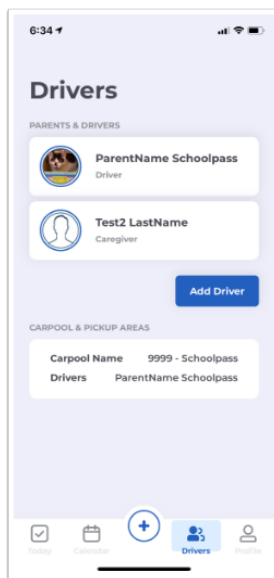 6:34
Drivers
PARENTS & DRIVERS
ParentName Schoolpass
Driver
Test2 LastName
Caregiver
Add Driver
CARPOOL & PICKUP AREAS
Carpool Name 9999 - Schoolpass
Drivers ParentName Schoolpass
Today Calendar Drivers Profile